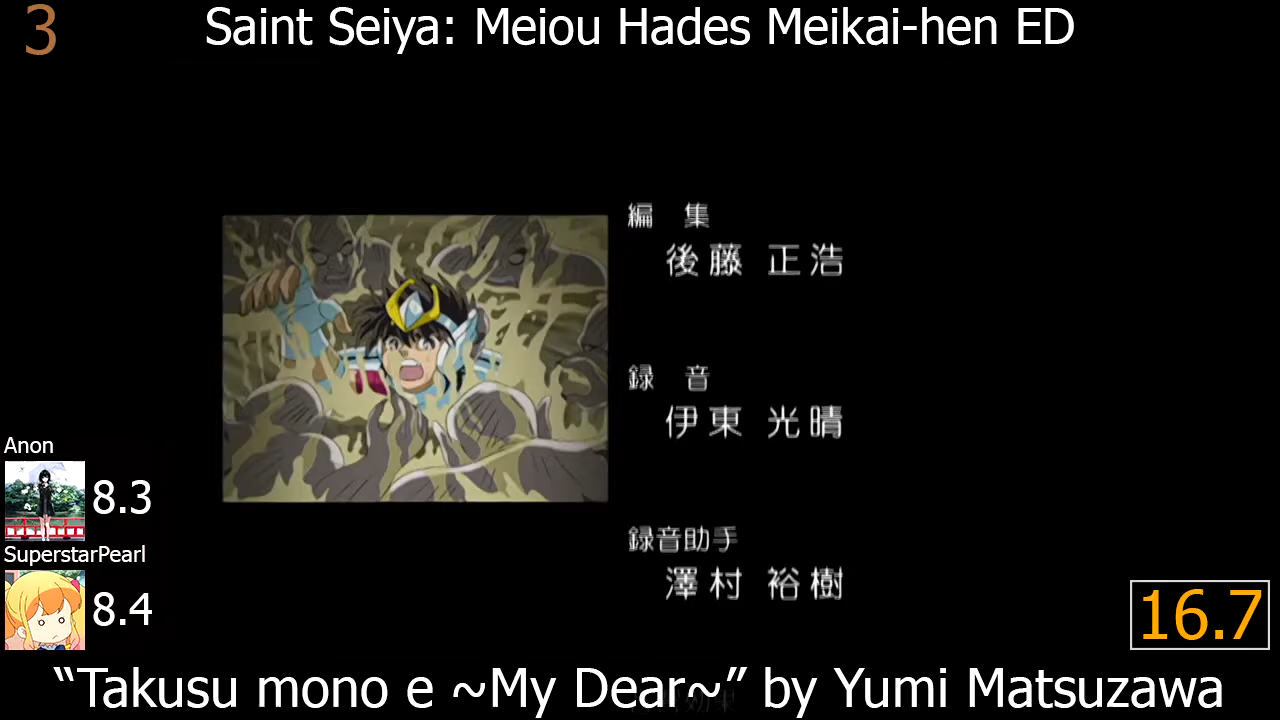 3
Saint Seiya: Meiou Hades Meikai-hen ED
編 集
後藤 正浩
録 音
伊東 光晴
録音助手
澤村 裕樹
Anon
8.3
SuperstarPearl
8.4
16.7
“Takusu mono e ~My Dear~” by Yumi Matsuzawa